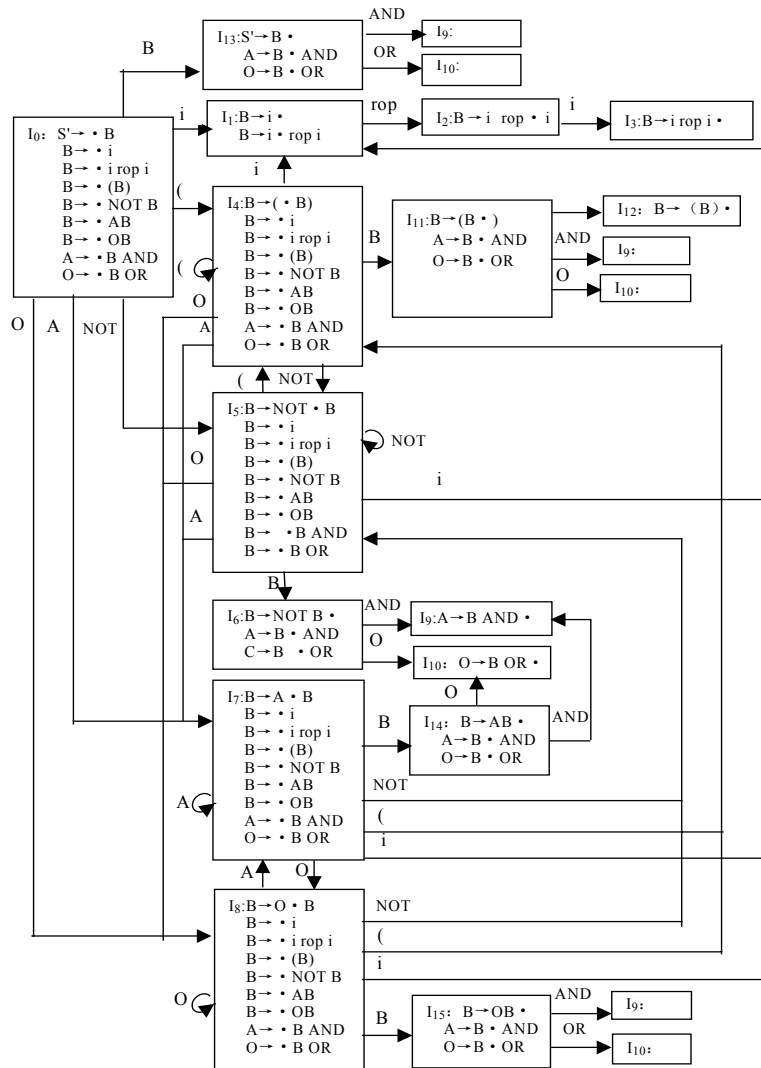 I13:S'→B·
A→B·AND
O→B·OR
AND
I9:
OR
I10:
B
I0: S'→·B
B→·i
B→·i rop i
B→·(B)
B→·NOT B
B→·AB
B→·OB
A→·B AND
O→·B OR
i
I1:B→i·
B→i·rop i
rop
I2:B→i rop·i
i
I3:B→i rop i·
i
(
I4:B→(·B)
B→·i
B→·i rop i
B→·(B)
B→·NOT B
B→·AB
B→·OB
A→·B AND
O→·B OR
(
O
A
B
I11:B→(B·)
A→B·AND
O→B·OR
I12: B→（B)·
AND
I9:
O
I10:
O
A
NOT
(
NOT
I5:B→NOT·B
B→·i
B→·i rop i
B→·(B)
B→·NOT B
B→·AB
B→·OB
B→ ·B AND
B→·B OR
O
A
NOT
i
B
I6:B→NOT B·
A→B·AND
C→B ·OR
AND
O
I9:A→B AND·
I10: O→B OR·
I7:B→A·B
B→·i
B→·i rop i
B→·(B)
B→·NOT B
B→·AB
B→·OB
A→·B AND
O→·B OR
A
B
O
I14: B→AB·
A→B·AND
O→B·OR
AND
NOT
(
i
A
O
I8:B→O·B
B→·i
B→·i rop i
B→·(B)
B→·NOT B
B→·AB
B→·OB
A→·B AND
O→·B OR
O
NOT
(
i
B
I15: B→OB·
A→B·AND
O→B·OR
AND
I9:
OR
I10: